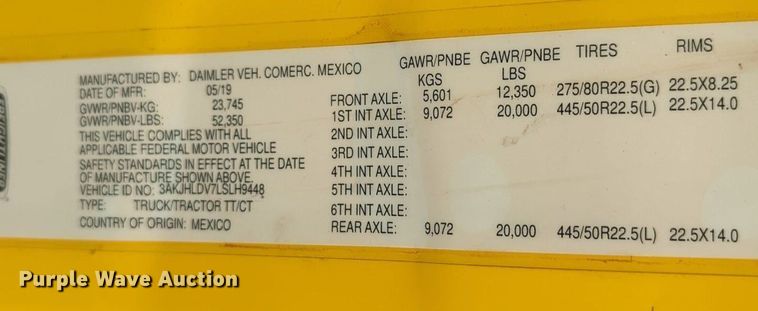 MANUFACTURED BY: DAIMLER VEH. COMERC. MEXICO
DATE OF MFR: 05/19
GVWR/PNBV-KG: 23,745
GVWR/PNBV-LBS: 52,350
THIS VEHICLE COMPLIES WITH ALL
APPLICABLE FEDERAL MOTOR VEHICLE
SAFETY STANDARDS IN EFFECT AT THE DATE
OF MANUFACTURE SHOWN ABOVE.
VEHICLE ID NO: 3AKJHLDV7LSLH9448
TYPE: TRUCK/TRACTOR TT/CT
COUNTRY OF ORIGIN: MEXICO
GAWR/PNBE GAWR/PNBE TIRES RIMS
KGS LBS
FRONT AXLE: 5,601 12,350 275/80R22.5(G) 22.5X8.25
1ST INT AXLE: 9,072 20,000 445/50R22.5(L) 22.5X14.0
2ND INT AXLE:
3RD INT AXLE:
4TH INT AXLE:
5TH INT AXLE:
6TH INT AXLE:
REAR AXLE: 9,072 20,000 445/50R22.5(L) 22.5X14.0
FREIGHTLINER
Purple Wave Auction